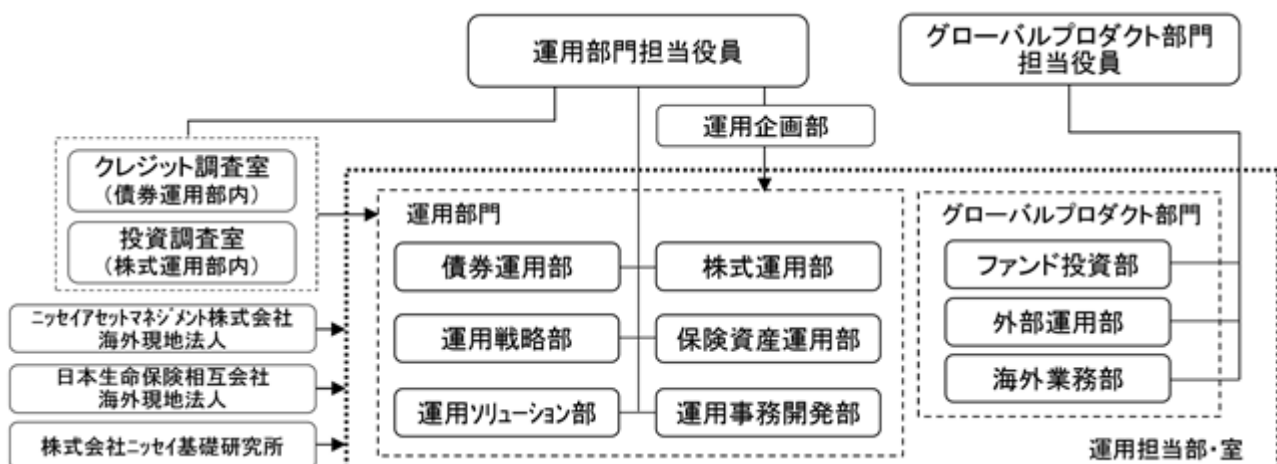 運用部門担当役員
グローバルプロダクト部門
担当役員
運用企画部
クレジット調査室
(債券運用部内)
投資調査室
(株式運用部内)
ニッセイアセットマネジメント株式会社
海外現地法人
日本生命保険相互会社
海外現地法人
株式会社ニッセイ基礎研究所
運用部門
債券運用部
株式運用部
運用戦略部
保険資産運用部
運用ソリューション部
運用事務開発部
グローバルプロダクト部門
ファンド投資部
外部運用部
海外業務部
運用担当部・室